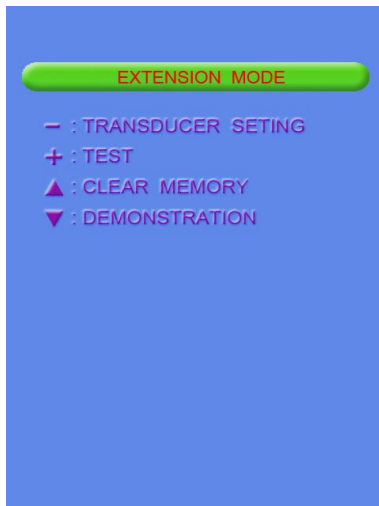 EXTENSION MODE
− : TRANSDUCER SETING
+ : TEST
▲ : CLEAR MEMORY
▼ : DEMONSTRATION